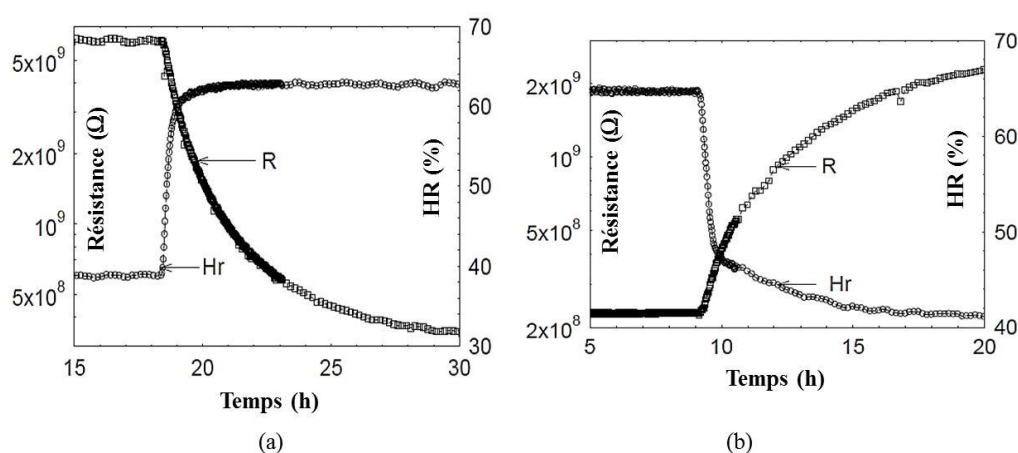 5x10⁹
2x10⁹
10⁹
5x10⁸
Résistance (Ω)
70
60
50
40
30
HR (%)
R
Hr
15
20
25
30
Temps (h)
(a)
2x10⁹
10⁹
5x10⁸
2x10⁸
Résistance (Ω)
70
60
50
40
HR (%)
R
Hr
5
10
15
20
Temps (h)
(b)